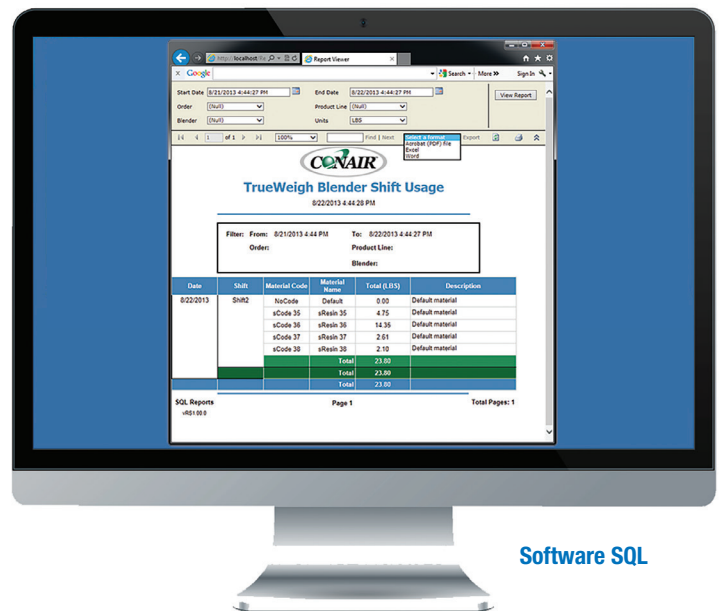 http://localhost/Re
Report Viewer
Google
Search
More
Sign In
Start Date 8/21/2013 4:44:27 PM End Date 8/22/2013 4:44:27 PM View Report
Order (Null) Product Line (Null)
Blender (Null) Units LBS
1 of 1 100% Find | Next Select a format Export
Acrobat (PDF) File
Excel
Word
CONAIR
TrueWeigh Blender Shift Usage
8/22/2013 4:44:28 PM
Filter: From: 8/21/2013 4:44 PM To: 8/22/2013 4:44:27 PM
Order: Product Line:
Blender:
Date Shift Material Code Material Name Total (LBS) Description
8/22/2013 Shift2 NoCode Default 0.00 Default material
sCode 35 sResin 35 4.75 Default material
sCode 36 sResin 36 14.35 Default material
sCode 37 sResin 37 2.61 Default material
sCode 38 sResin 38 2.10 Default material
Total 23.80
Total 23.80
Total 23.80
SQL Reports Page 1 Total Pages: 1
vRS1.00.0
Software SQL